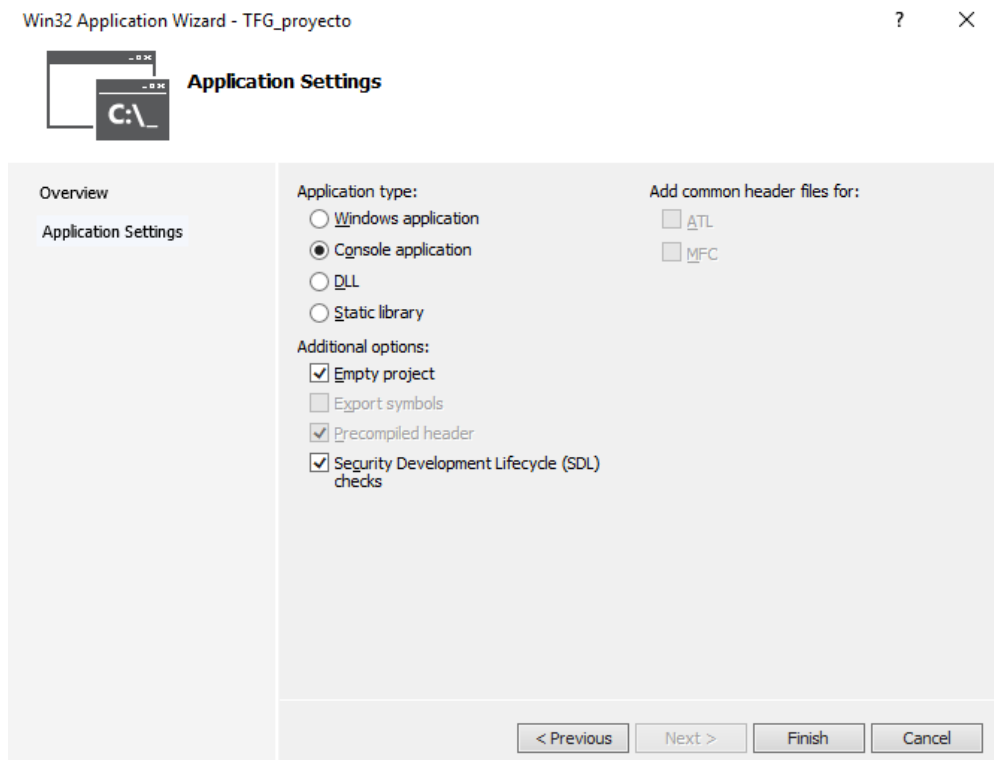 Win32 Application Wizard - TFG_proyecto
?
C:\_
Application Settings
Overview
Application Settings
Application type:
Windows application
Console application
DLL
Static library
Additional options:
Empty project
Export symbols
Precompiled header
Security Development Lifecycle (SDL)
checks
Add common header files for:
ATL
MFC
< Previous
Next >
Finish
Cancel